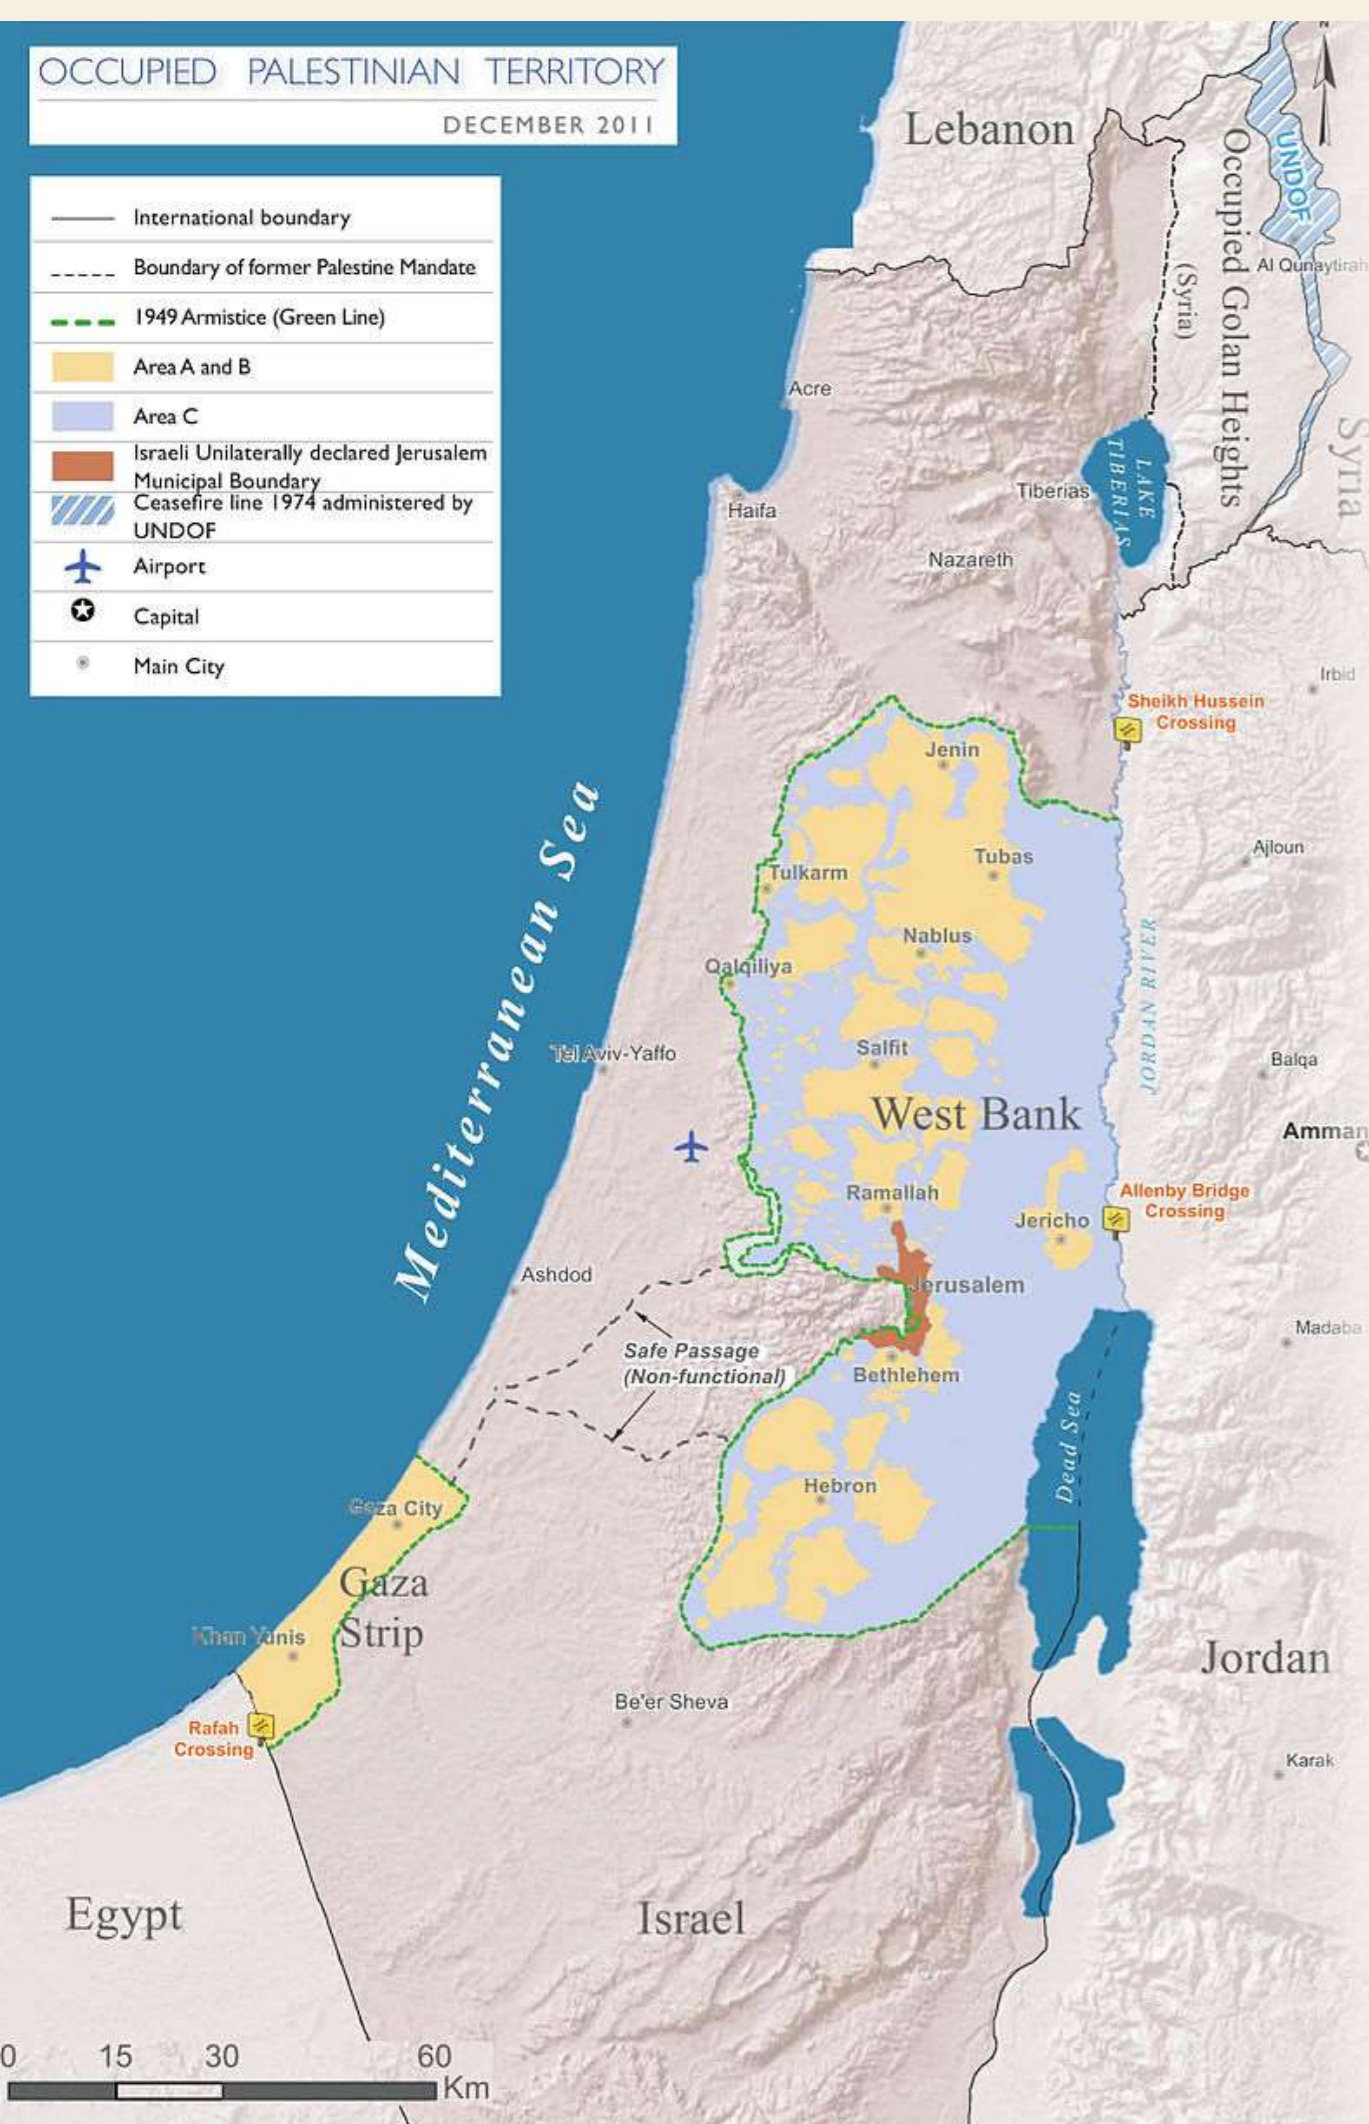 OCCUPIED PALESTINIAN TERRITORY
DECEMBER 2011
International boundary
Boundary of former Palestine Mandate
1949 Armistice (Green Line)
Area A and B
Area C
Israeli Unilaterally declared Jerusalem
Municipal Boundary
Ceasefire line 1974 administered by
UNDOF
Airport
Capital
Main City
Lebanon
Occupied Golan Heights
(Syria)
UNDOF
Al Qunaytirah
Syria
Acre
Haifa
Tiberias
LAKE
TIBERIAS
Nazareth
Irbid
Sheikh Hussein
Crossing
Jenin
Ajloun
Tubas
Tulkarm
Nablus
Qalqiliya
Mediterranean Sea
JORDAN RIVER
Salfit
Tel Aviv-Yaffo
Balqa
West Bank
Amman
Ramallah
Allenby Bridge
Crossing
Jericho
Ashdod
Jerusalem
Madaba
Safe Passage
(Non-functional)
Bethlehem
Dead Sea
Hebron
Gaza City
Gaza
Strip
Khan Yunis
Jordan
Be'er Sheva
Rafah
Crossing
Karak
Egypt
Israel
0 15 30 60
Km